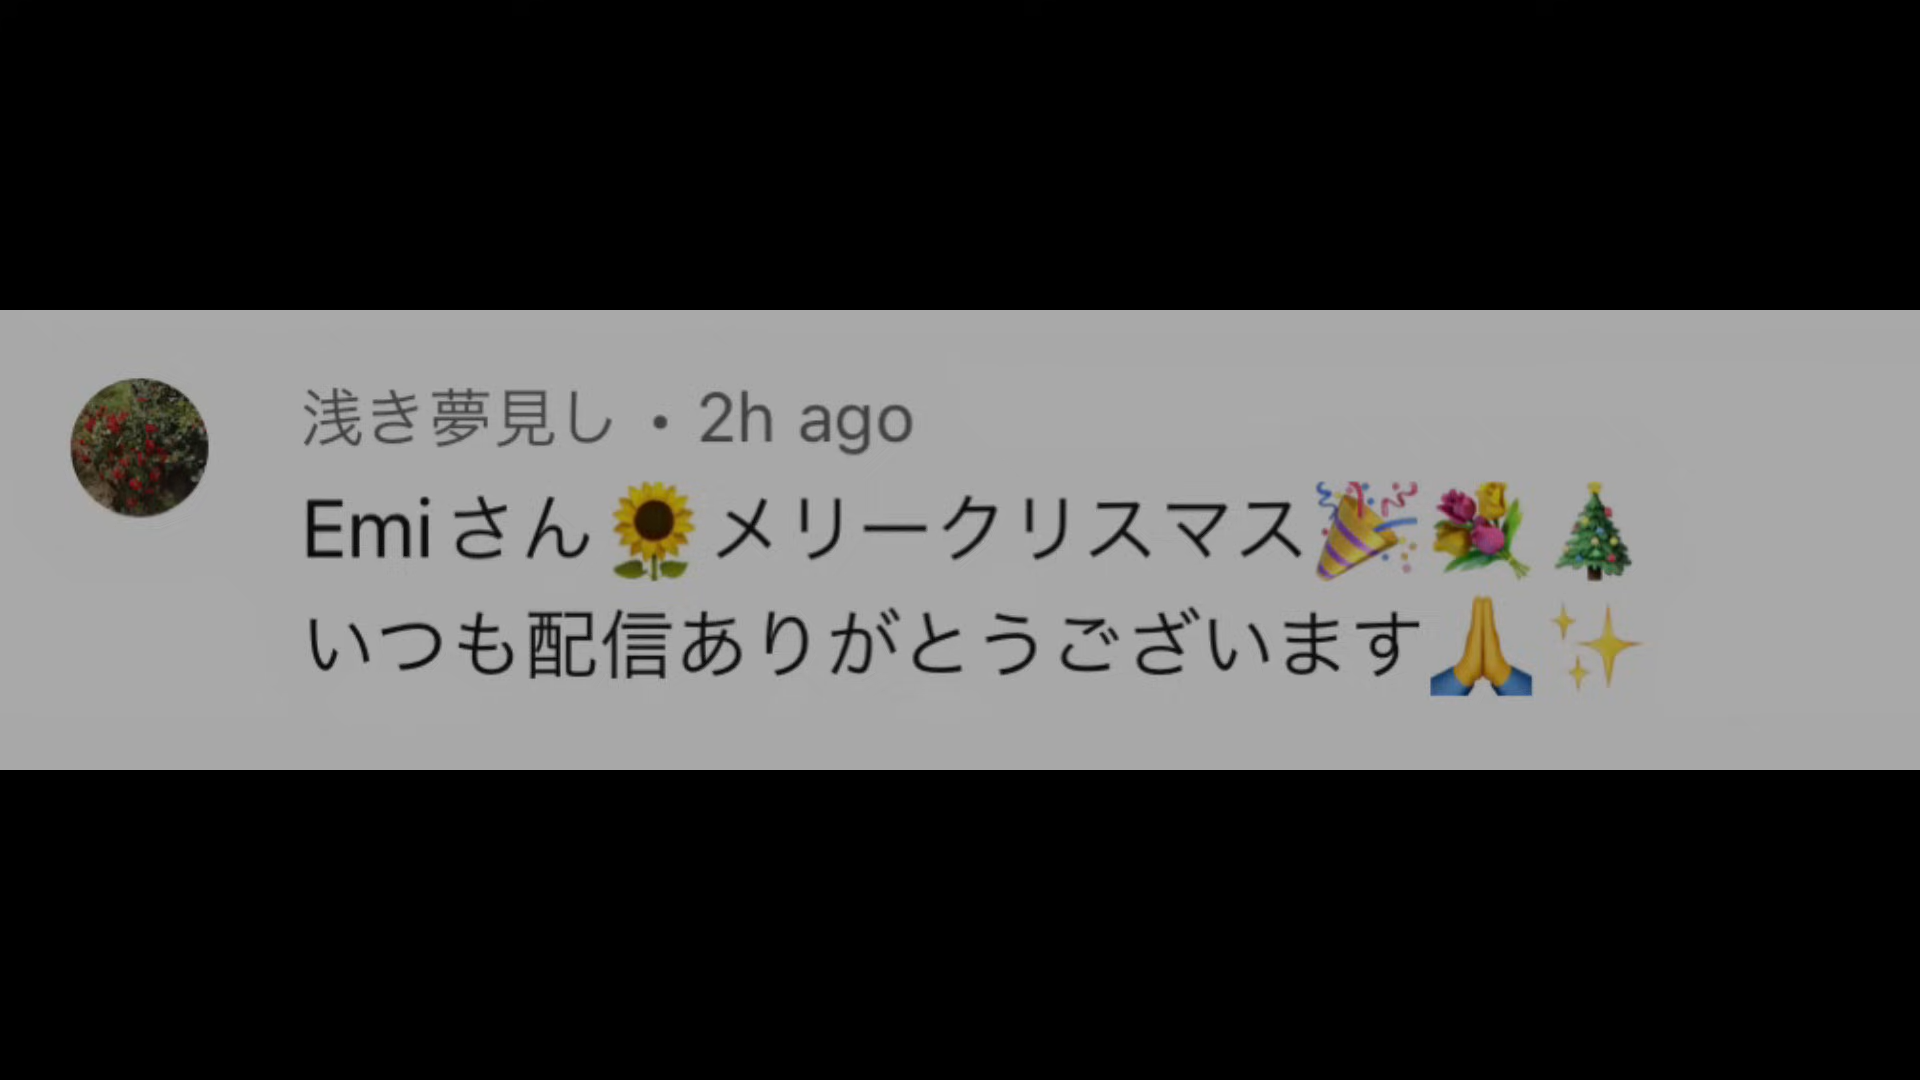 浅き夢見し • 2h ago
Emiさん🌻メリークリスマス🎉💐🎄
いつも配信ありがとうございます🙏✨